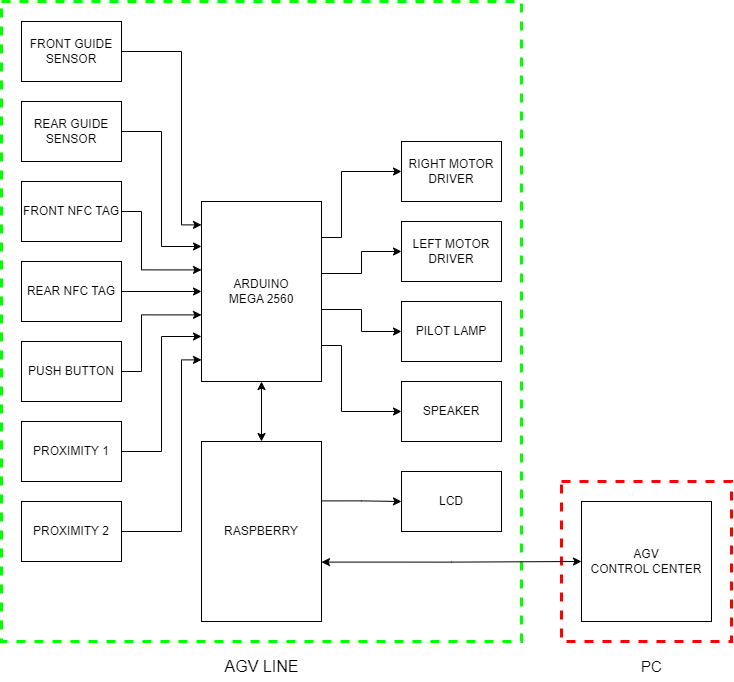 FRONT GUIDE
SENSOR
REAR GUIDE
SENSOR
FRONT NFC TAG
REAR NFC TAG
PUSH BUTTON
PROXIMITY 1
PROXIMITY 2
ARDUINO
MEGA 2560
RASPBERRY
RIGHT MOTOR
DRIVER
LEFT MOTOR
DRIVER
PILOT LAMP
SPEAKER
LCD
AGV
CONTROL CENTER
AGV LINE
PC